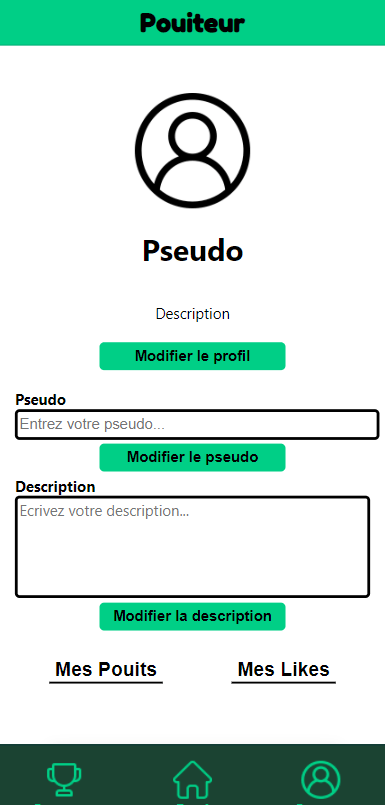 Pouiteur
Pseudo
Description
Modifier le profil
Pseudo
Entrez votre pseudo...
Modifier le pseudo
Description
Ecrivez votre description...
Modifier la description
Mes Pouits Mes Likes